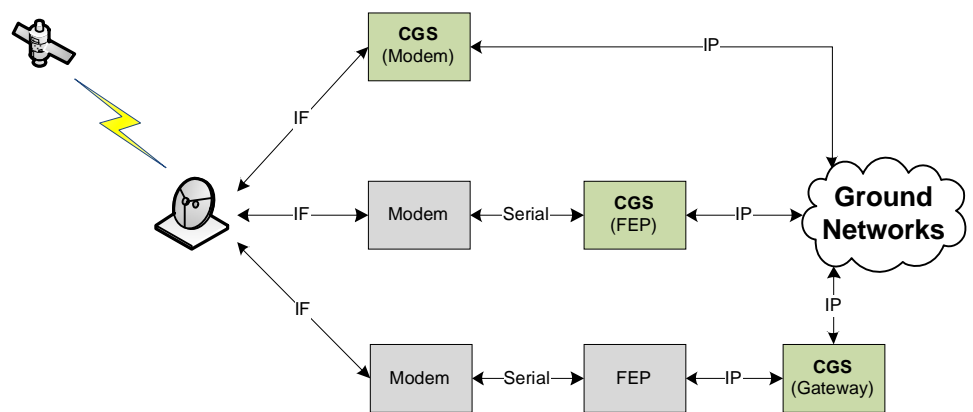 CGS
(Modem)
IP
IF
Modem
Serial
CGS
(FEP)
IP
Ground
Networks
IF
IF
IP
Modem
Serial
FEP
IP
CGS
(Gateway)